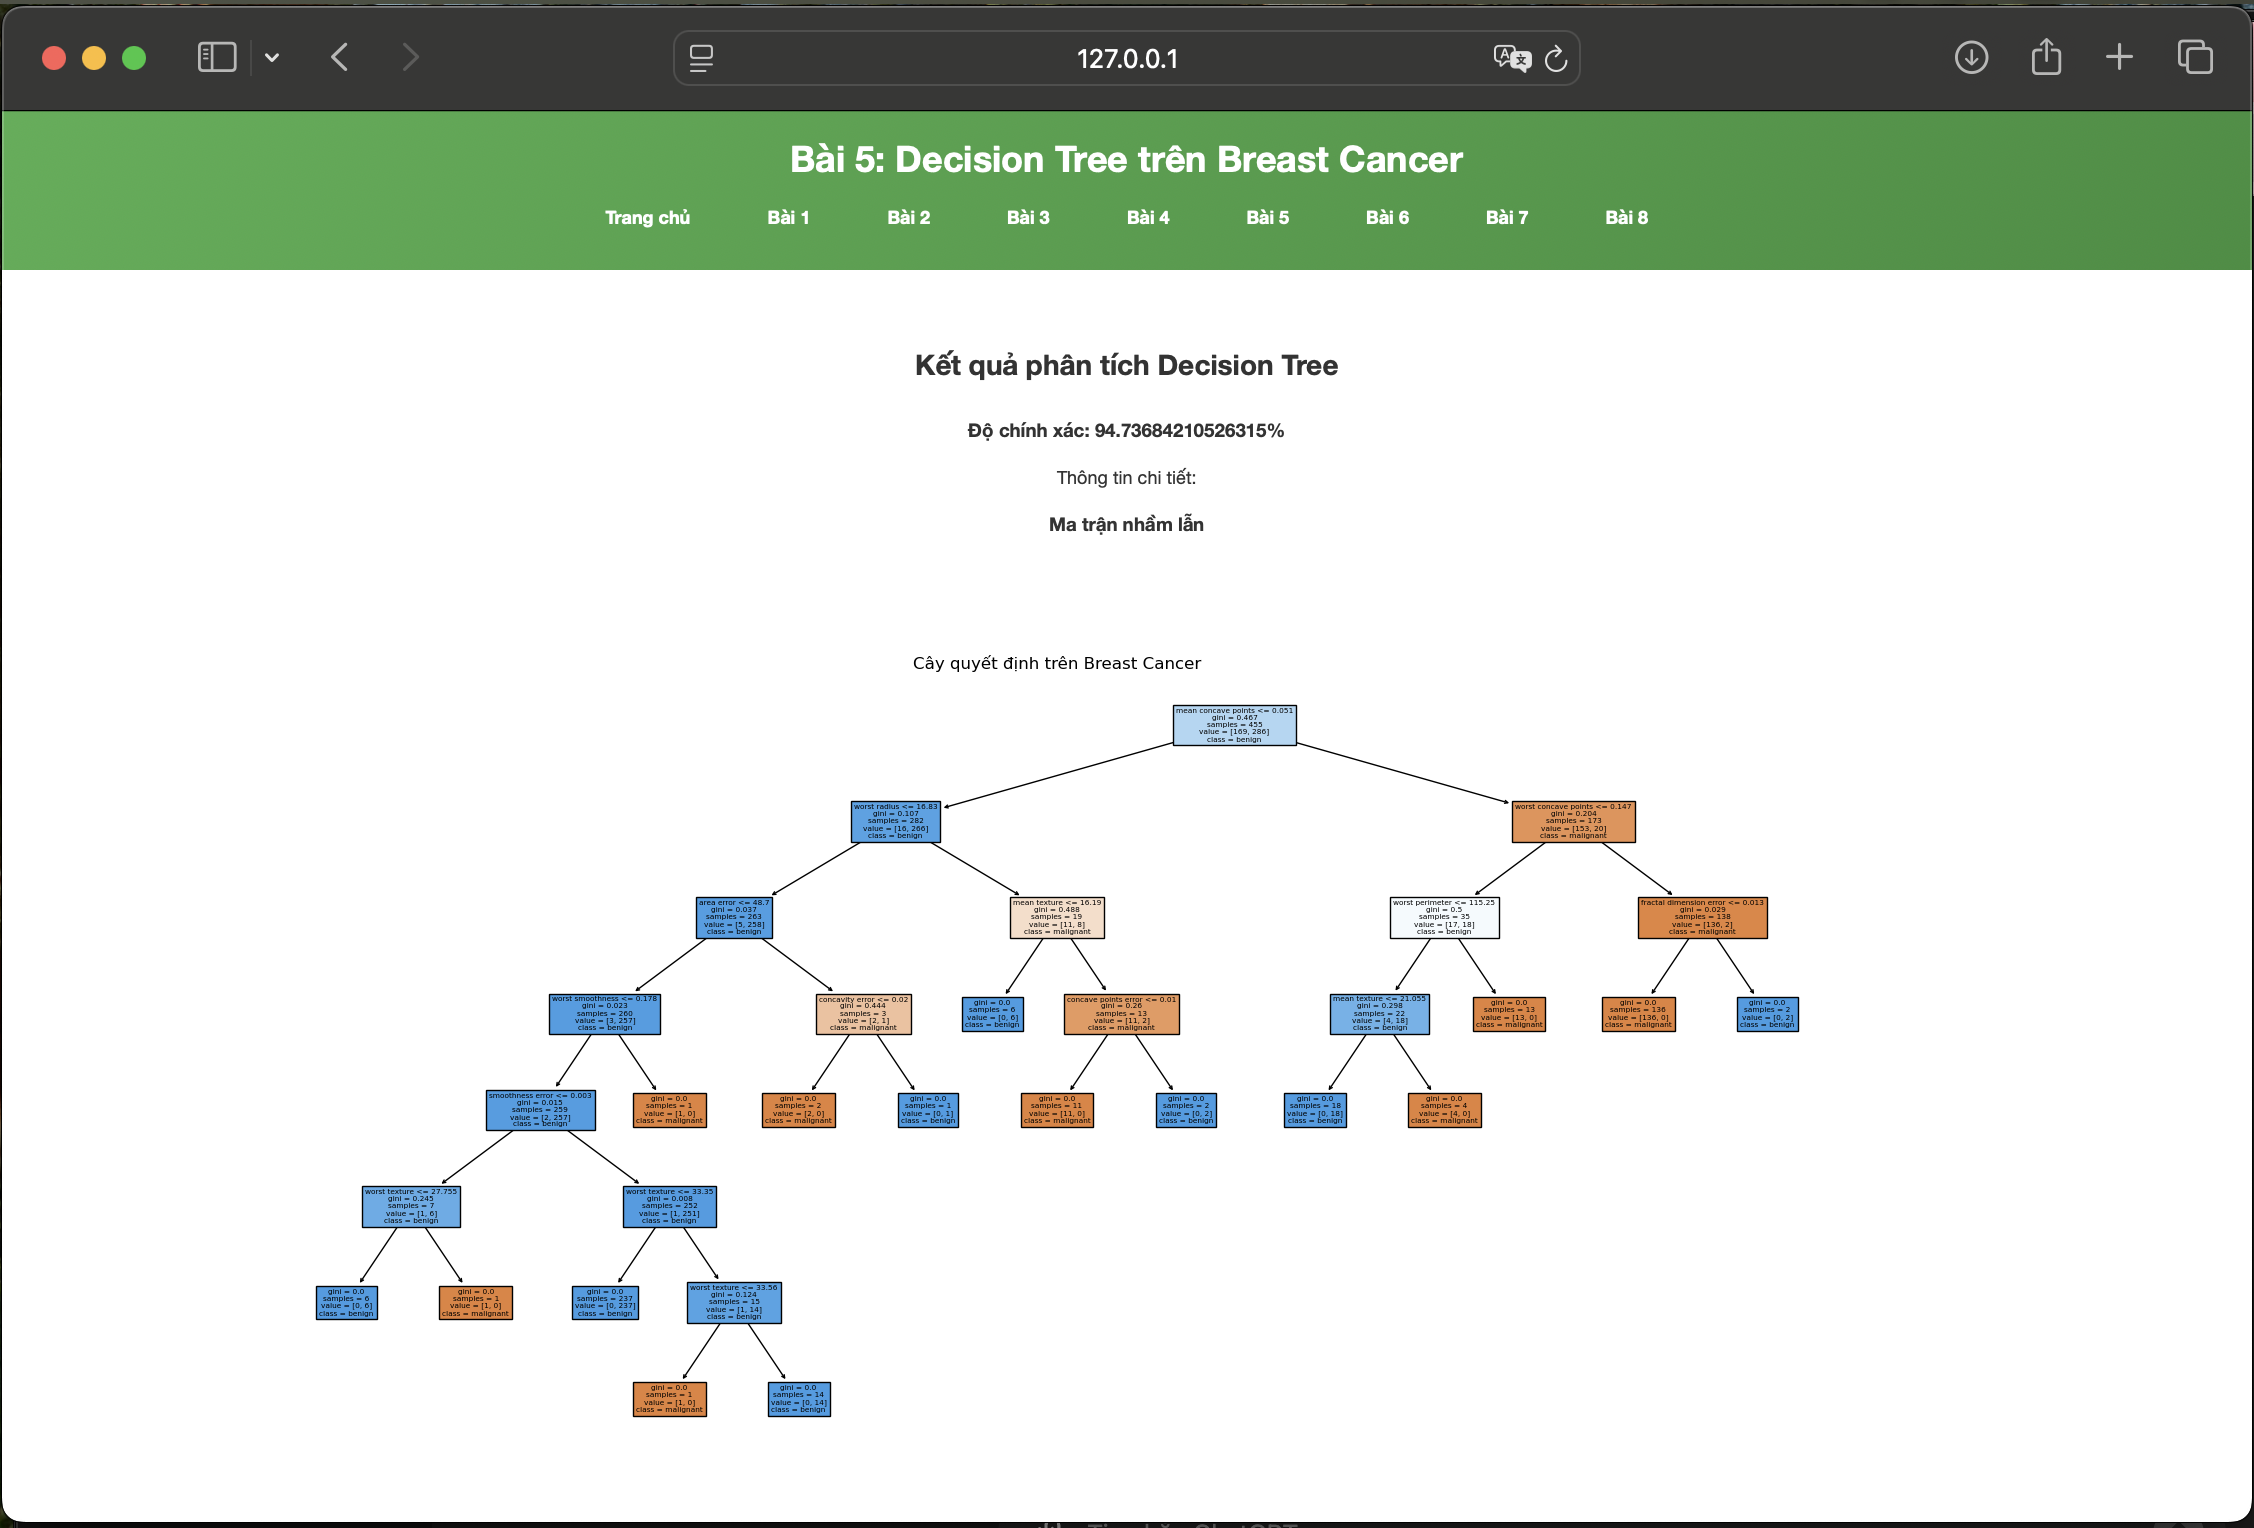 127.0.0.1
Bài 5: Decision Tree trên Breast Cancer
Trang chủ Bài 1 Bài 2 Bài 3 Bài 4 Bài 5 Bài 6 Bài 7 Bài 8
Kết quả phân tích Decision Tree
Độ chính xác: 94.73684210526315%
Thông tin chi tiết:
Ma trận nhầm lẫn
Cây quyết định trên Breast Cancer
mean concave points <= 0.051
gini = 0.467
samples = 455
value = [169, 286]
class = benign
worst radius <= 16.83
gini = 0.107
samples = 282
value = [16, 266]
class = benign
worst concave points <= 0.147
gini = 0.204
samples = 173
value = [153, 20]
class = malignant
area error <= 48.7
gini = 0.037
samples = 263
value = [5, 258]
class = benign
mean texture <= 16.19
gini = 0.488
samples = 19
value = [11, 8]
class = malignant
worst perimeter <= 115.25
gini = 0.5
samples = 35
value = [17, 18]
class = benign
fractal dimension error <= 0.013
gini = 0.029
samples = 138
value = [136, 2]
class = malignant
worst smoothness <= 0.178
gini = 0.023
samples = 260
value = [3, 257]
class = benign
concavity error <= 0.02
gini = 0.444
samples = 3
value = [2, 1]
class = malignant
gini = 0.0
samples = 6
value = [0, 6]
class = benign
concave points error <= 0.01
gini = 0.26
samples = 13
value = [11, 2]
class = malignant
mean texture <= 21.055
gini = 0.298
samples = 22
value = [4, 18]
class = benign
gini = 0.0
samples = 13
value = [13, 0]
class = malignant
gini = 0.0
samples = 136
value = [136, 0]
class = malignant
gini = 0.0
samples = 2
value = [0, 2]
class = benign
smoothness error <= 0.003
gini = 0.015
samples = 259
value = [2, 257]
class = benign
gini = 0.0
samples = 1
value = [1, 0]
class = malignant
gini = 0.0
samples = 2
value = [2, 0]
class = malignant
gini = 0.0
samples = 1
value = [0, 1]
class = benign
gini = 0.0
samples = 11
value = [11, 0]
class = malignant
gini = 0.0
samples = 2
value = [0, 2]
class = benign
gini = 0.0
samples = 18
value = [0, 18]
class = benign
gini = 0.0
samples = 4
value = [4, 0]
class = malignant
worst texture <= 27.755
gini = 0.245
samples = 7
value = [1, 6]
class = benign
worst texture <= 33.35
gini = 0.008
samples = 252
value = [1, 251]
class = benign
gini = 0.0
samples = 6
value = [0, 6]
class = benign
gini = 0.0
samples = 1
value = [1, 0]
class = malignant
gini = 0.0
samples = 237
value = [0, 237]
class = benign
worst texture <= 33.56
gini = 0.124
samples = 15
value = [1, 14]
class = benign
gini = 0.0
samples = 1
value = [1, 0]
class = malignant
gini = 0.0
samples = 14
value = [0, 14]
class = benign